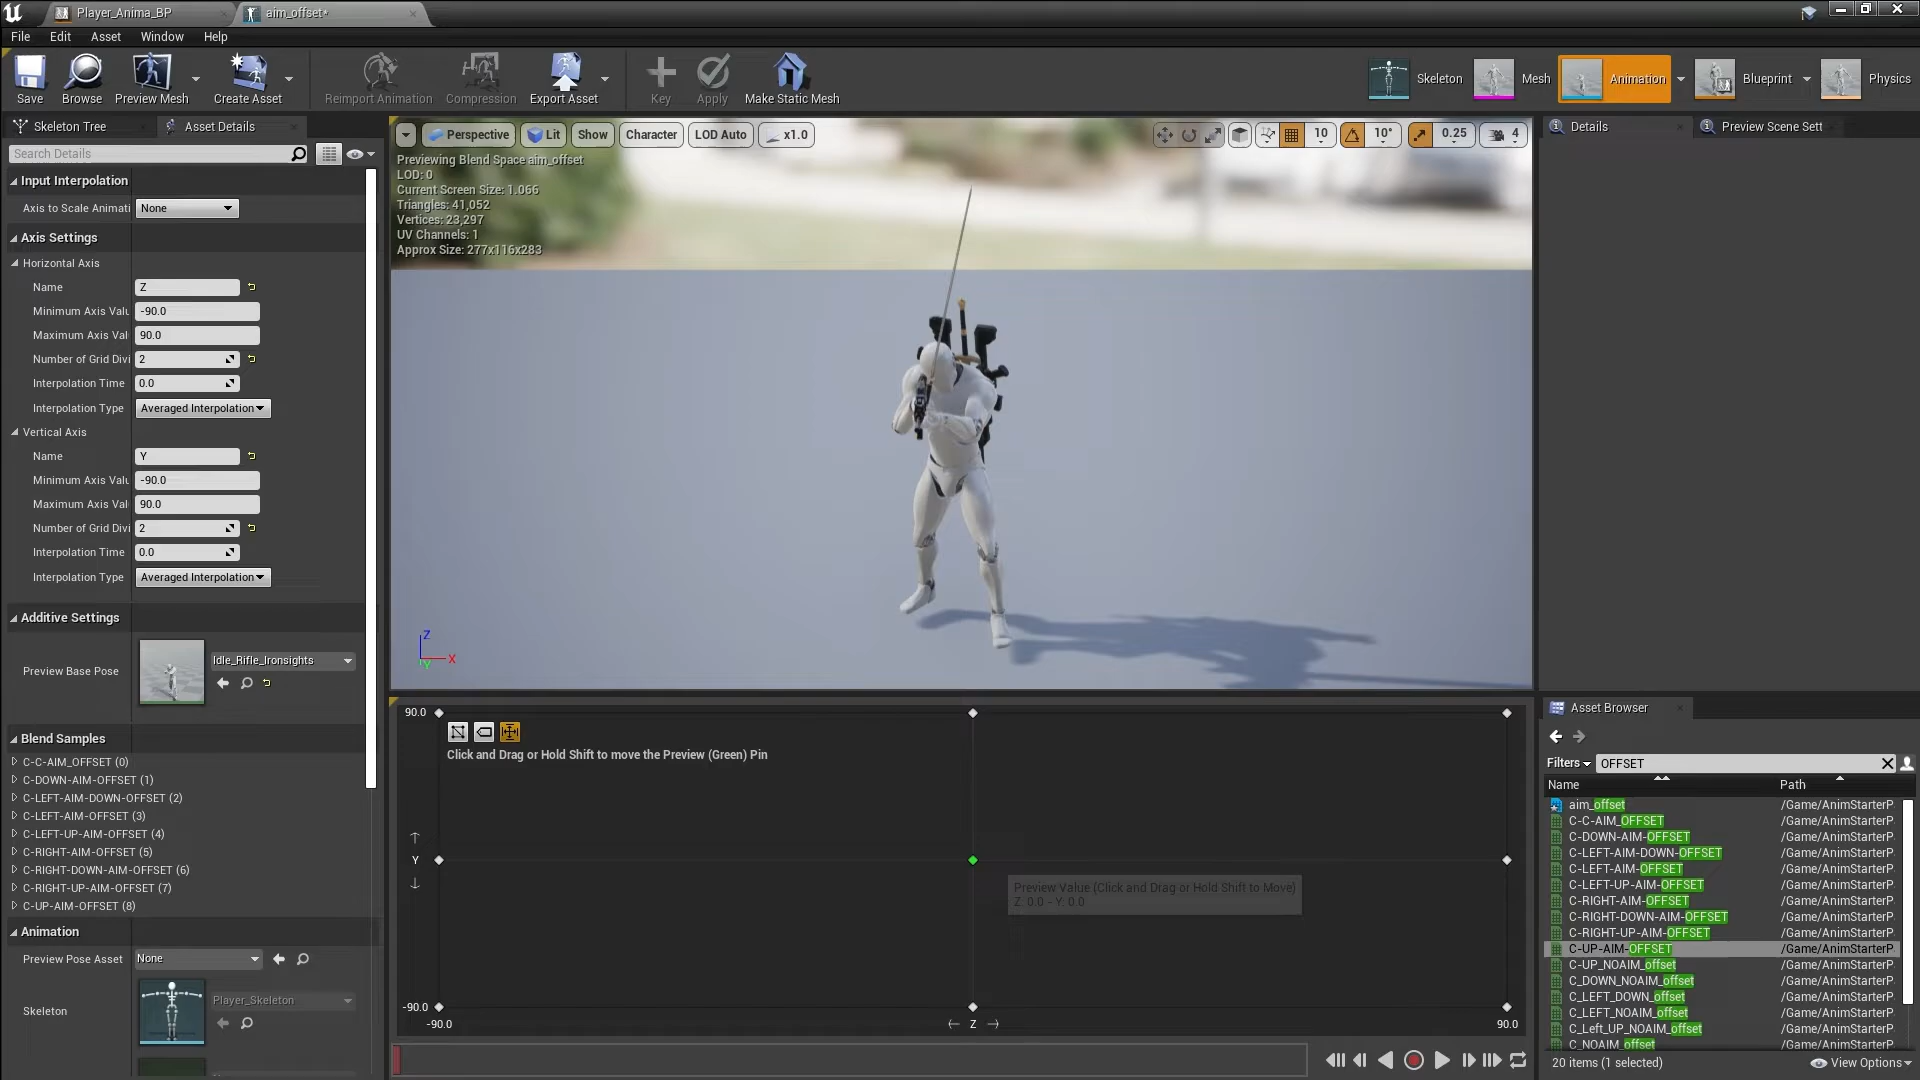 Player_Anima_BP
aim_offset*
File Edit Asset Window Help
Save
Browse
Preview Mesh
Create Asset
Reimport Animation
Compression
Export Asset
Key
Apply
Make Static Mesh
Skeleton
Mesh
Animation
Blueprint
Physics
Skeleton Tree
Asset Details
Search Details
Input Interpolation
Axis to Scale Animati None
Axis Settings
Horizontal Axis
Name Z
Minimum Axis Valu -90.0
Maximum Axis Val 90.0
Number of Grid Divi 2
Interpolation Time 0.0
Interpolation Type Averaged Interpolation
Vertical Axis
Name Y
Minimum Axis Valu -90.0
Maximum Axis Val 90.0
Number of Grid Divi 2
Interpolation Time 0.0
Interpolation Type Averaged Interpolation
Additive Settings
Preview Base Pose Idle_Rifle_Ironsights
Blend Samples
C-C-AIM_OFFSET (0)
C-DOWN-AIM-OFFSET (1)
C-LEFT-AIM-DOWN-OFFSET (2)
C-LEFT-AIM-OFFSET (3)
C-LEFT-UP-AIM-OFFSET (4)
C-RIGHT-AIM-OFFSET (5)
C-RIGHT-DOWN-AIM-OFFSET (6)
C-RIGHT-UP-AIM-OFFSET (7)
C-UP-AIM-OFFSET (8)
Animation
Preview Pose Asset None
Skeleton Player_Skeleton
Perspective Lit Show Character LOD Auto x1.0
10 10° 0.25 4
Previewing Blend Space aim_offset
LOD: 0
Current Screen Size: 1.066
Triangles: 41,052
Vertices: 23,297
UV Channels: 1
Approx Size: 277x116x283
Z
X
Y
90.0
Click and Drag or Hold Shift to move the Preview (Green) Pin
Y
Preview Value (Click and Drag or Hold Shift to Move)
Z: 0.0 - Y: 0.0
-90.0
-90.0 Z 90.0
Details
Preview Scene Sett
Asset Browser
Filters OFFSET
Name Path
aim_offset /Game/AnimStarterP
C-C-AIM_OFFSET /Game/AnimStarterP
C-DOWN-AIM-OFFSET /Game/AnimStarterP
C-LEFT-AIM-DOWN-OFFSET /Game/AnimStarterP
C-LEFT-AIM-OFFSET /Game/AnimStarterP
C-LEFT-UP-AIM-OFFSET /Game/AnimStarterP
C-RIGHT-AIM-OFFSET /Game/AnimStarterP
C-RIGHT-DOWN-AIM-OFFSET /Game/AnimStarterP
C-RIGHT-UP-AIM-OFFSET /Game/AnimStarterP
C-UP-AIM-OFFSET /Game/AnimStarterP
C-UP_NOAIM_offset /Game/AnimStarterP
C_DOWN_NOAIM_offset /Game/AnimStarterP
C_LEFT_DOWN_offset /Game/AnimStarterP
C_LEFT_NOAIM_offset /Game/AnimStarterP
C_Left_UP_NOAIM_offset /Game/AnimStarterP
C_NOAIM_offset /Game/AnimStarterP
20 items (1 selected)
View Options